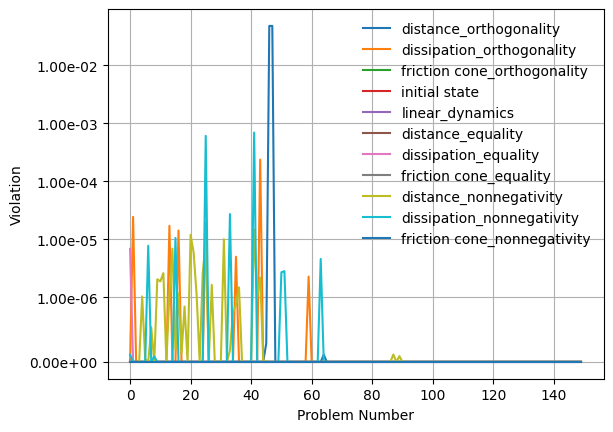 distance_orthogonality
dissipation_orthogonality
friction cone_orthogonality
initial state
linear_dynamics
distance_equality
dissipation_equality
friction cone_equality
distance_nonnegativity
dissipation_nonnegativity
friction cone_nonnegativity
1.00e-02
1.00e-03
1.00e-04
1.00e-05
1.00e-06
0.00e+00
Violation
0 20 40 60 80 100 120 140
Problem Number